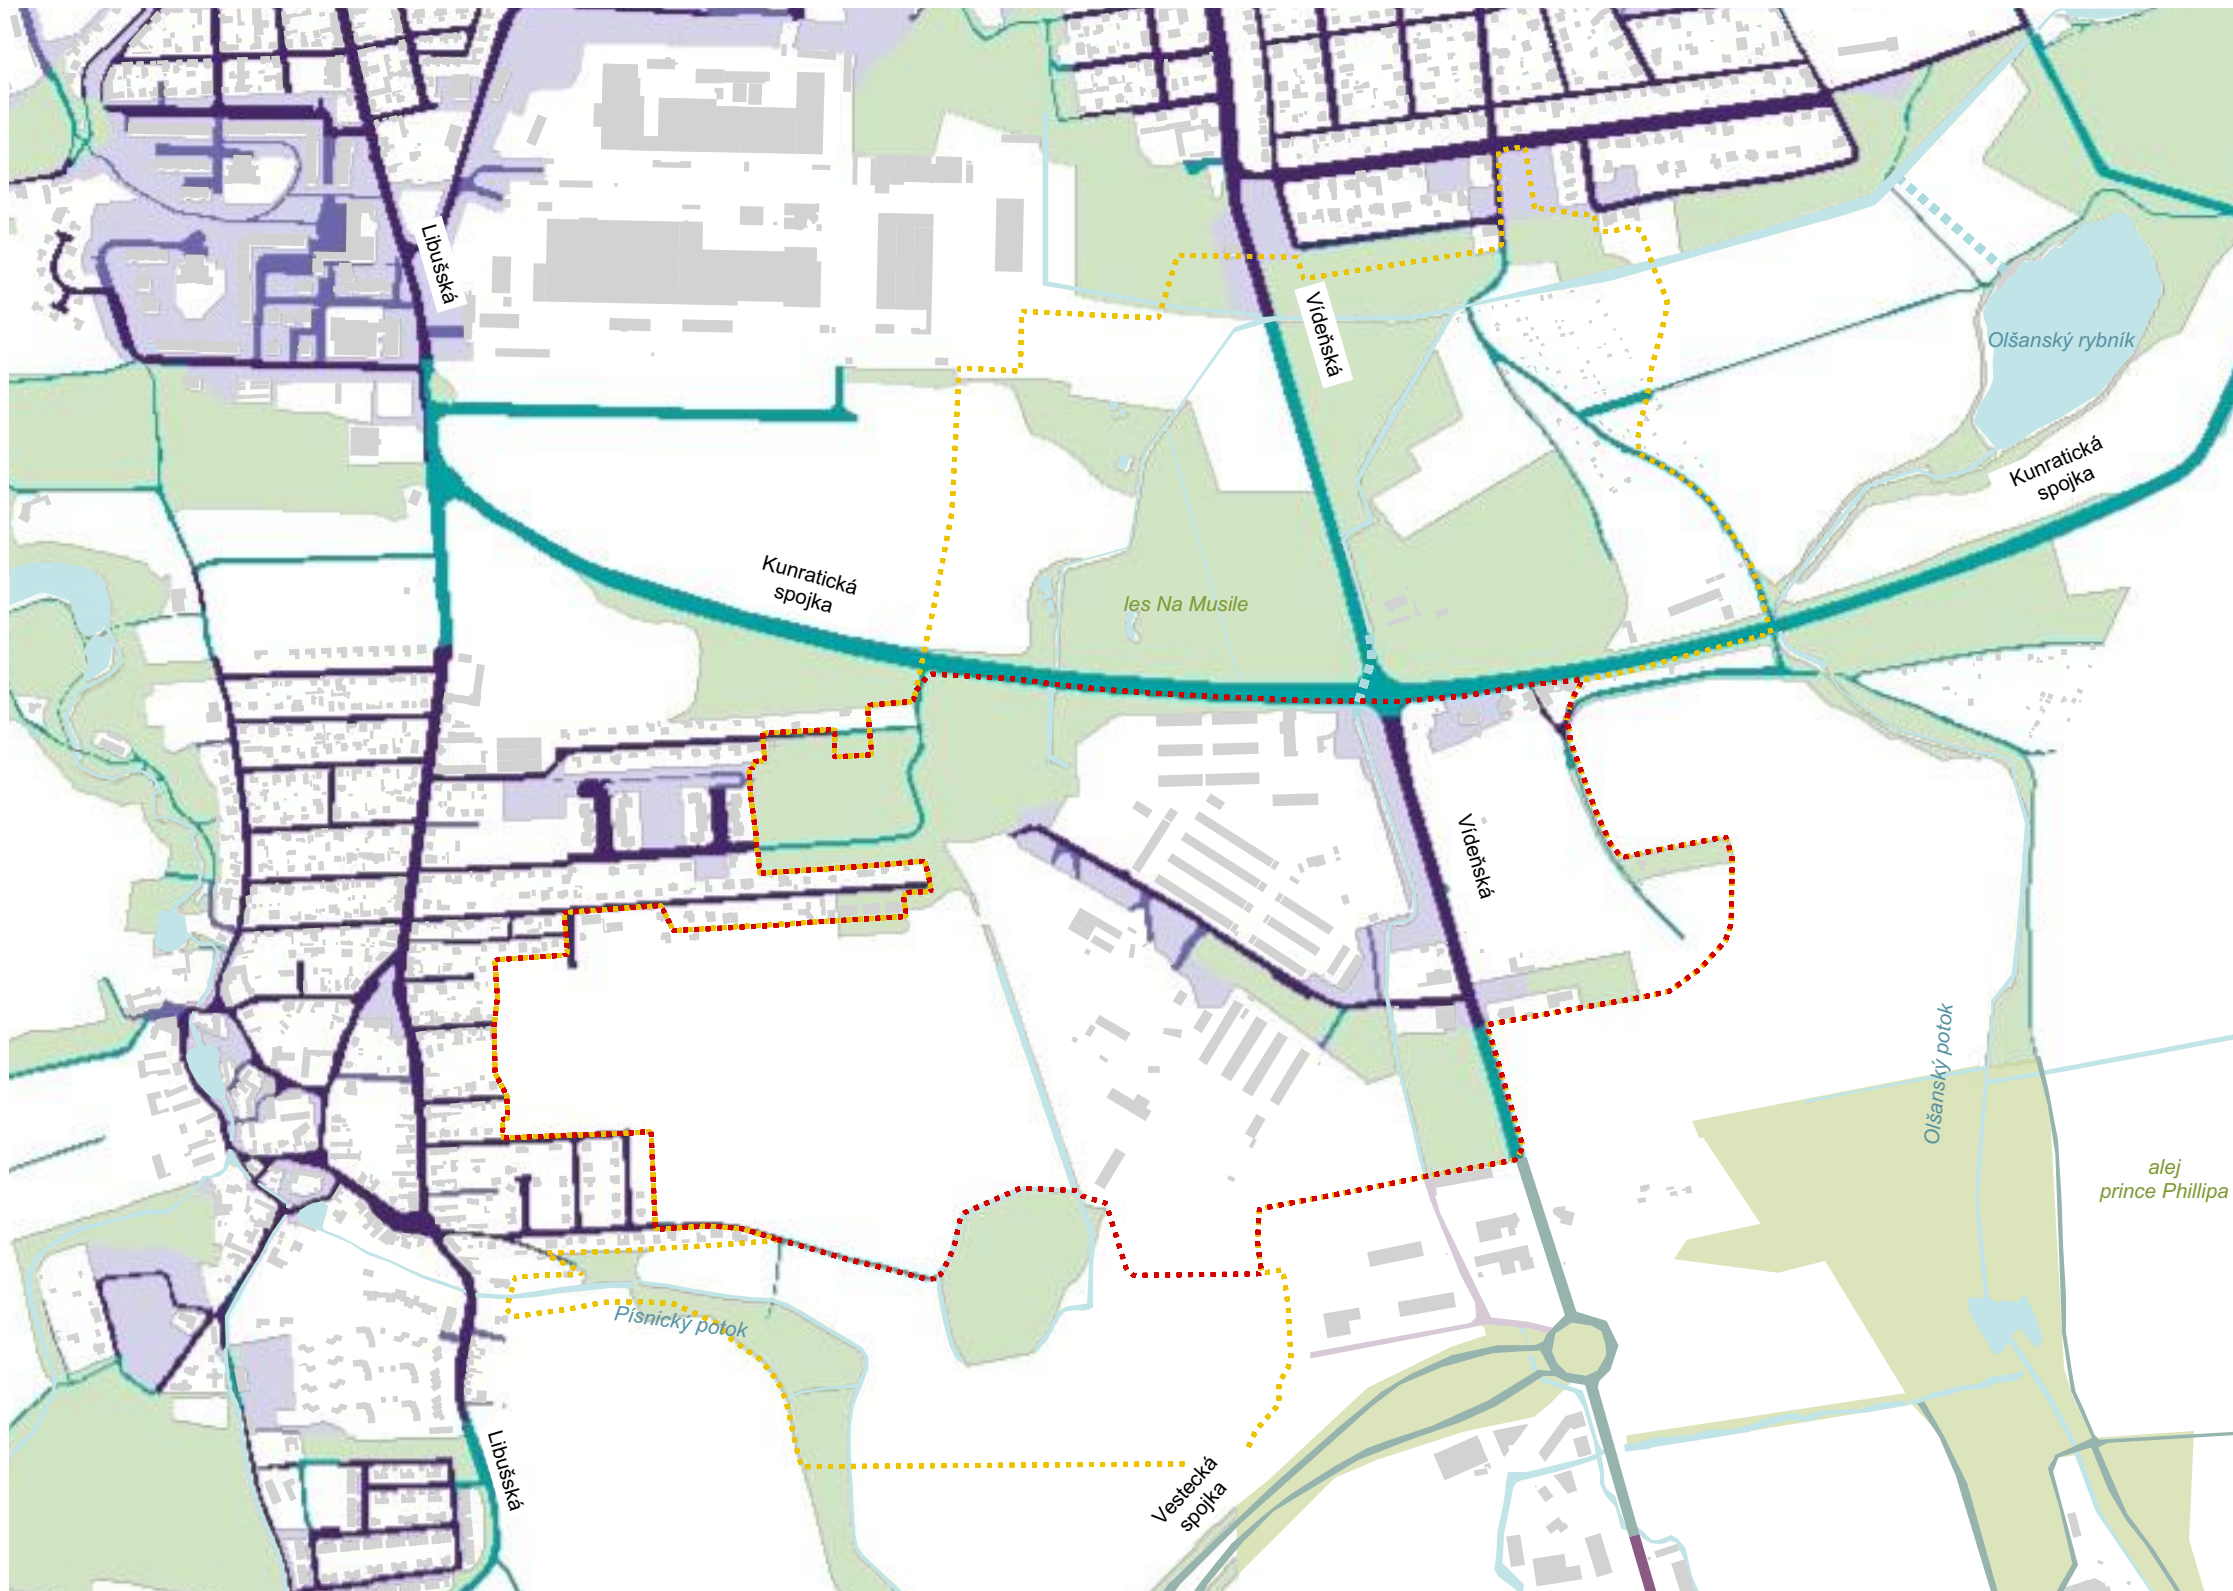 Libušská
Vídeňská
Olšanský rybník
Kunratická
spojka
Kunratická
spojka
les Na Musile
Vídeňská
Olšanský potok
alej
prince Phillipa
Písnický potok
Libušská
Vestecká
spojka